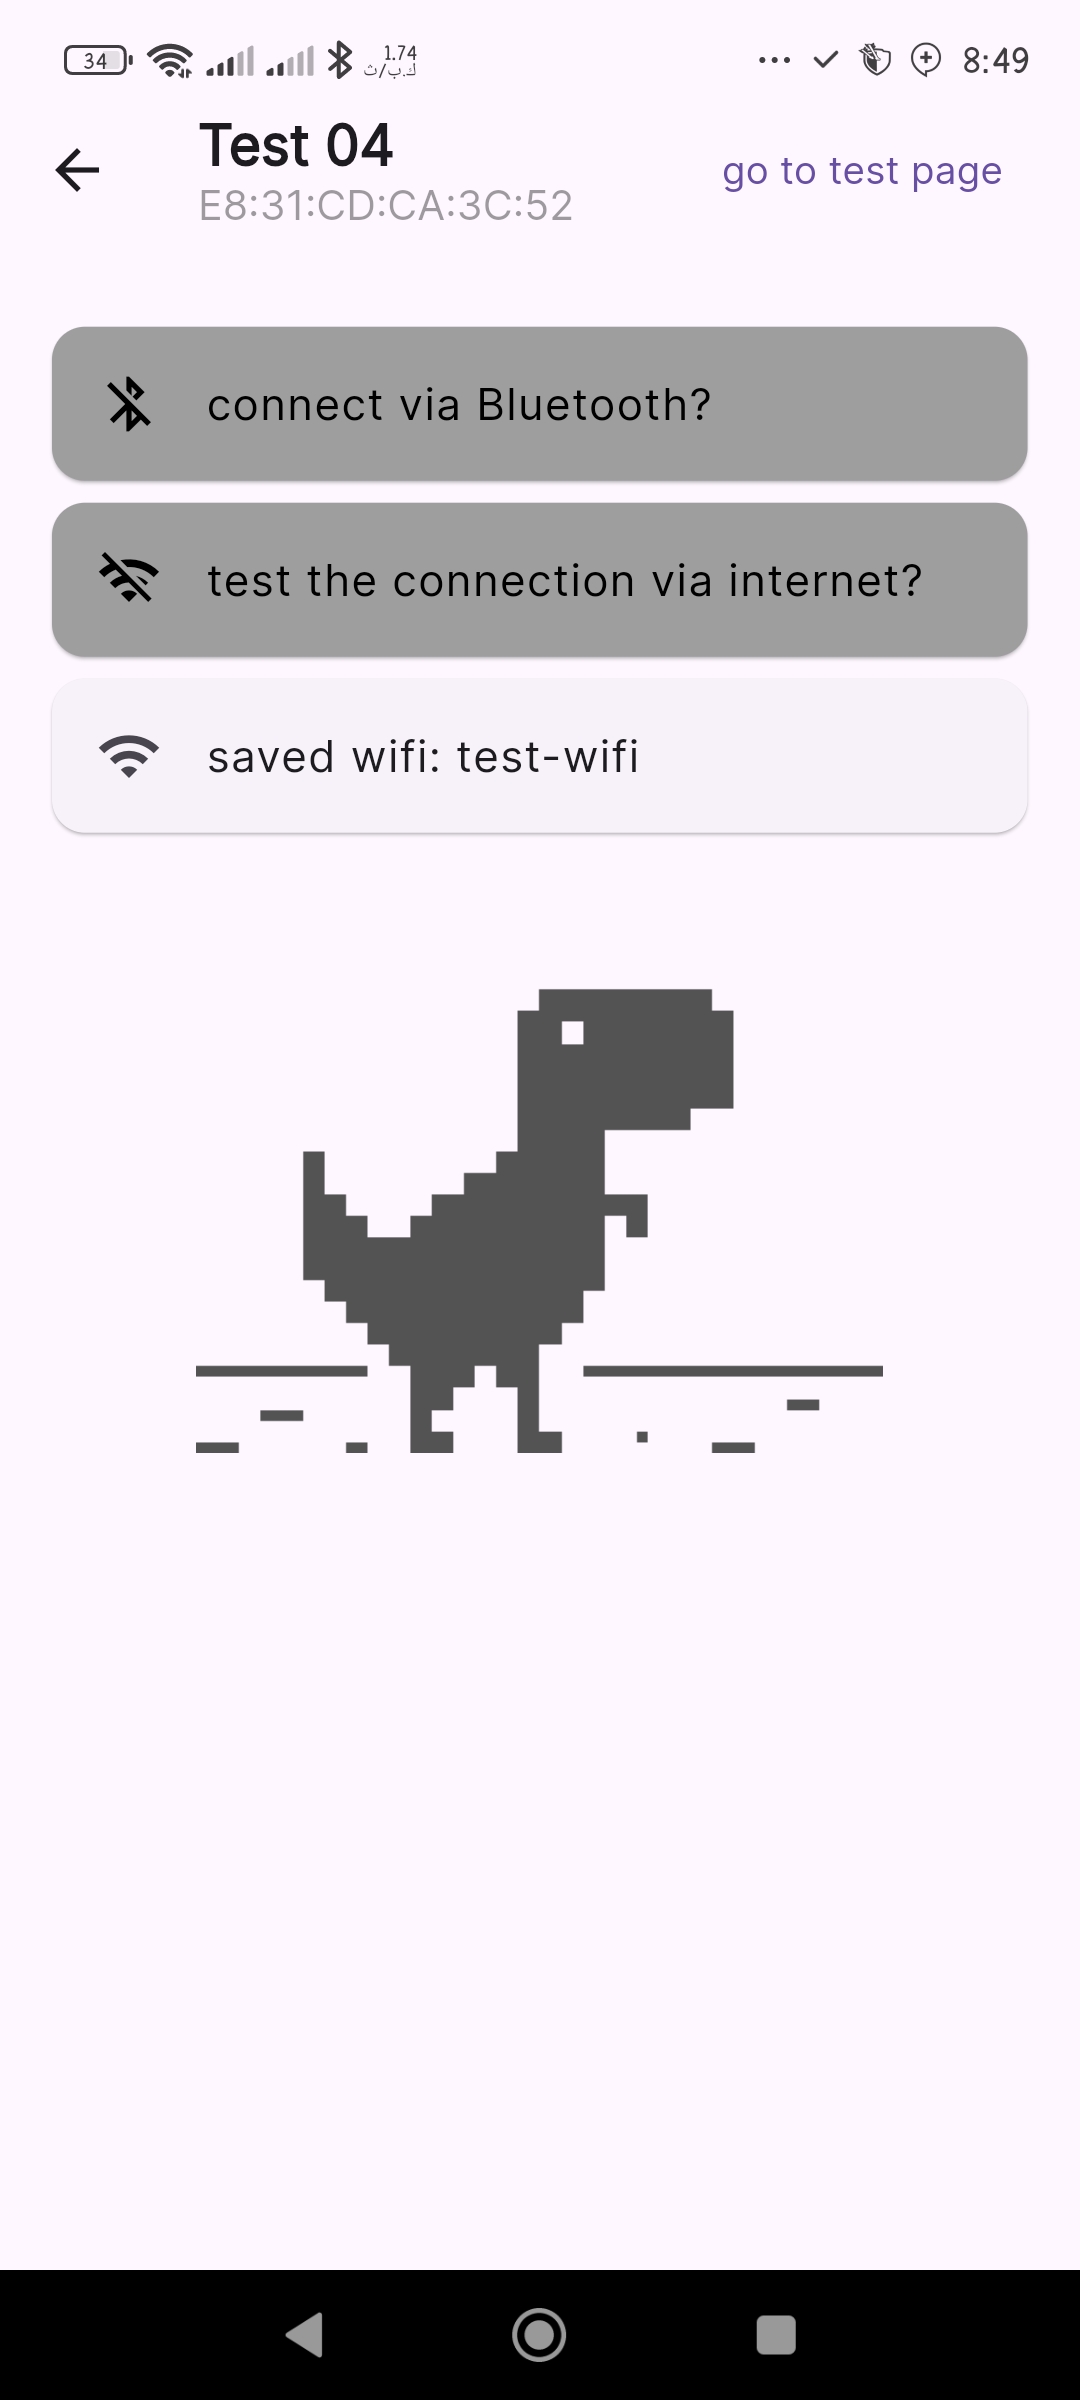 34
1.74
ك.ب/ث
8:49
Test 04
E8:31:CD:CA:3C:52
go to test page
connect via Bluetooth?
test the connection via internet?
saved wifi: test-wifi